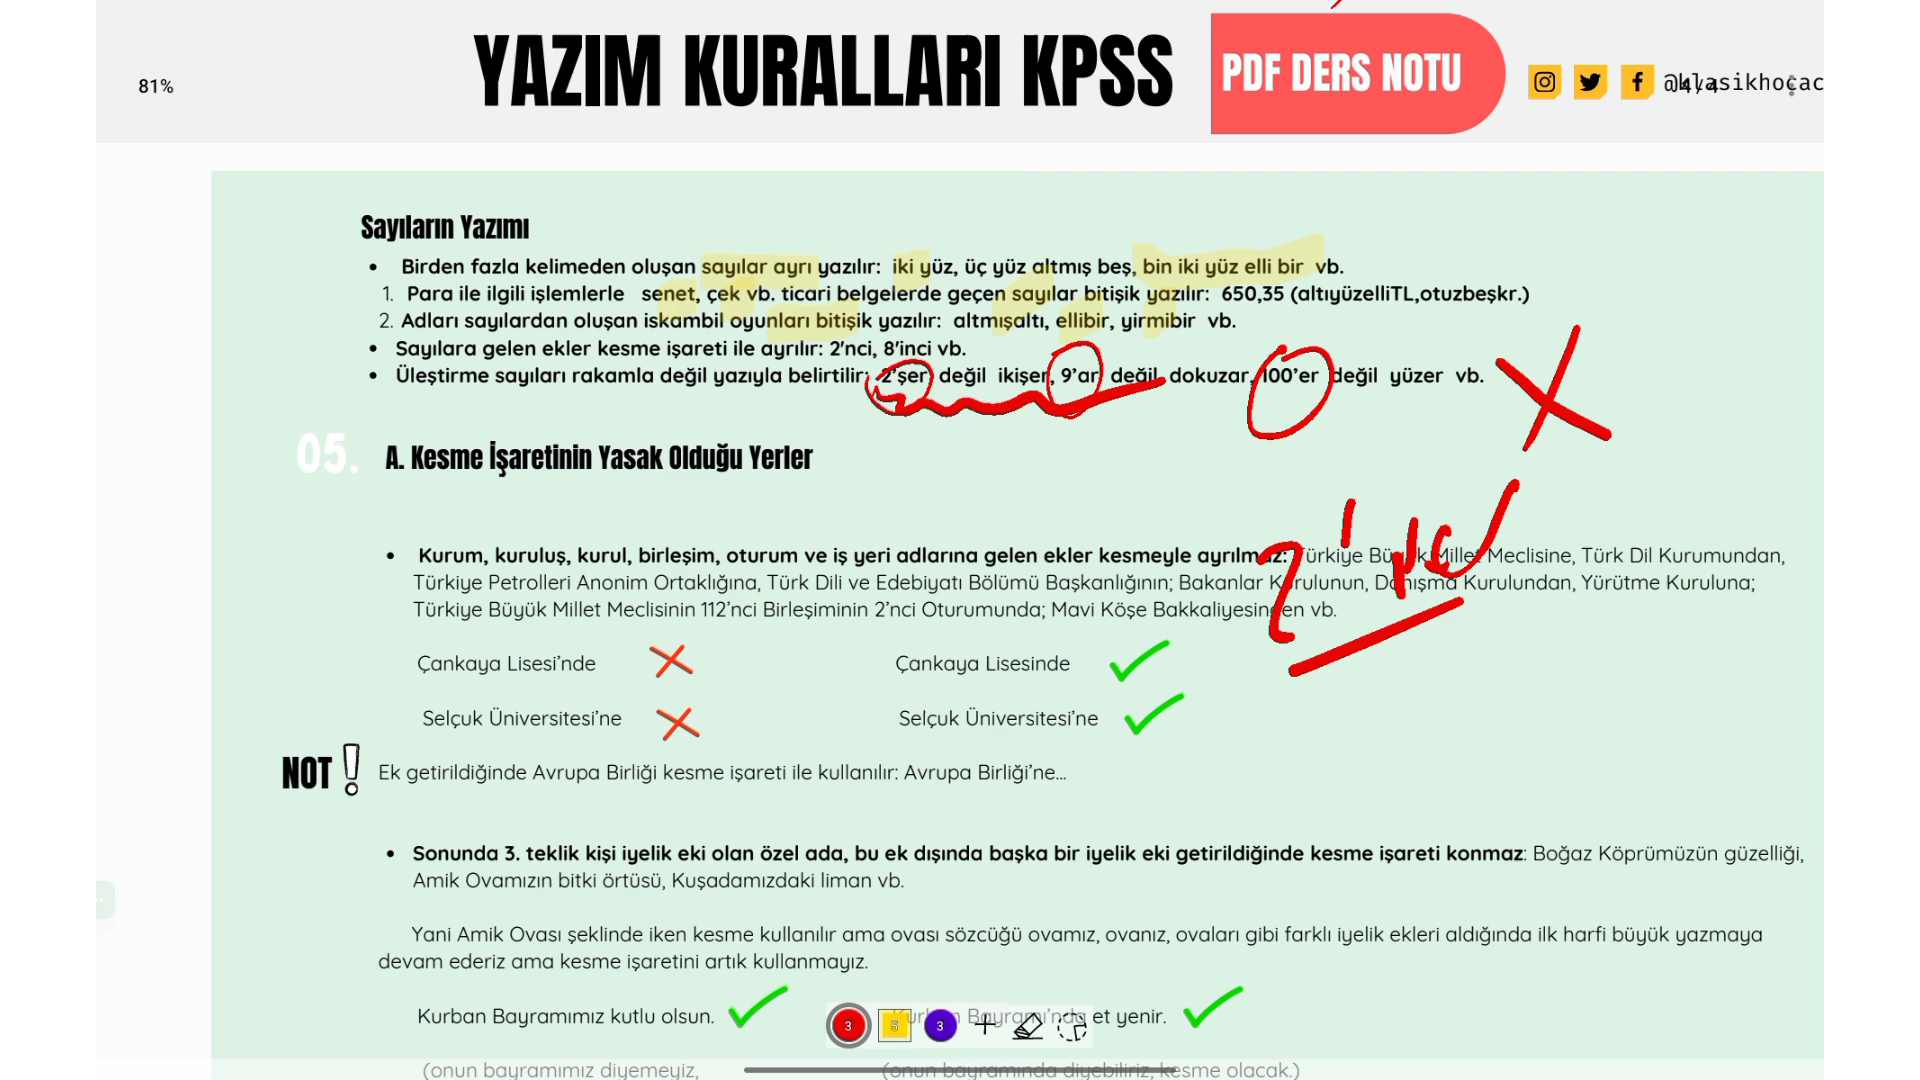 YAZIM KURALLARI KPSS
PDF DERS NOTU
81%
Sayıların Yazımı
• Birden fazla kelimeden oluşan sayılar ayrı yazılır: iki yüz, üç yüz altmış beş, bin iki yüz elli bir vb.
1. Para ile ilgili işlemlerle senet, çek vb. ticari belgelerde geçen sayılar bitişik yazılır: 650,35 (altıyüzelliTL,otuzbeşkr.)
2. Adları sayılardan oluşan iskambil oyunları bitişik yazılır: altmışaltı, ellibir, yirmibir vb.
• Sayılara gelen ekler kesme işareti ile ayrılır: 2'nci, 8'inci vb.
• Üleştirme sayıları rakamla değil yazıyla belirtilir: 2'şer değil ikişer, 9'ar değil dokuzar, 100'er değil yüzer vb.
05. A. Kesme İşaretinin Yasak Olduğu Yerler
• Kurum, kuruluş, kurul, birleşim, oturum ve iş yeri adlarına gelen ekler kesmeyle ayrılmaz: Türkiye Büyük Millet Meclisine, Türk Dil Kurumundan,
Türkiye Petrolleri Anonim Ortaklığına, Türk Dili ve Edebiyatı Bölümü Başkanlığının; Bakanlar Kurulunun, Danışma Kurulundan, Yürütme Kuruluna;
Türkiye Büyük Millet Meclisinin 112'nci Birleşiminin 2'nci Oturumunda; Mavi Köşe Bakkaliyesinden vb.
Çankaya Lisesi'nde Çankaya Lisesinde
Selçuk Üniversitesi'ne Selçuk Üniversitesi'ne
NOT! Ek getirildiğinde Avrupa Birliği kesme işareti ile kullanılır: Avrupa Birliği'ne...
• Sonunda 3. teklik kişi iyelik eki olan özel ada, bu ek dışında başka bir iyelik eki getirildiğinde kesme işareti konmaz: Boğaz Köprümüzün güzelliği,
Amik Ovamızın bitki örtüsü, Kuşadamızdaki liman vb.
Yani Amik Ovası şeklinde iken kesme kullanılır ama ovası sözcüğü ovamız, ovanız, ovaları gibi farklı iyelik ekleri aldığında ilk harfi büyük yazmaya
devam ederiz ama kesme işaretini artık kullanmayız.
Kurban Bayramımız kutlu olsun. Kurban Bayramı'nda et yenir.
3 5 3
(onun bayramımız diyemeyiz, (onun bayramında diyebiliriz, kesme olacak.)